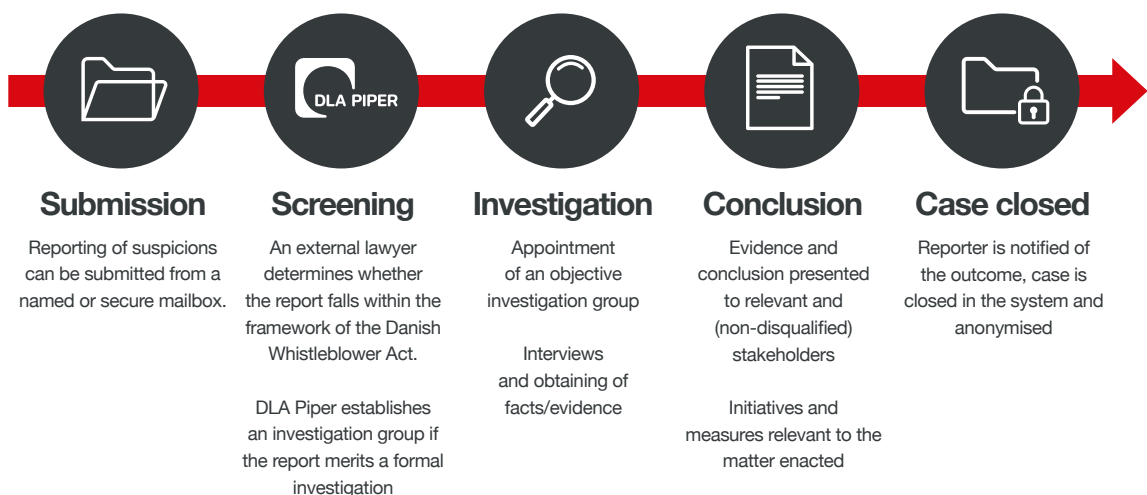 DLA PIPER
Submission
Reporting of suspicions
can be submitted from a
named or secure mailbox.
Screening
An external lawyer
determines whether
the report falls within the
framework of the Danish
Whistleblower Act.
DLA Piper establishes
an investigation group if
the report merits a formal
investigation
Investigation
Appointment
of an objective
investigation group
Interviews
and obtaining of
facts/evidence
Conclusion
Evidence and
conclusion presented
to relevant and
(non-disqualified)
stakeholders
Initiatives and
measures relevant to the
matter enacted
Case closed
Reporter is notified of
the outcome, case is
closed in the system and
anonymised